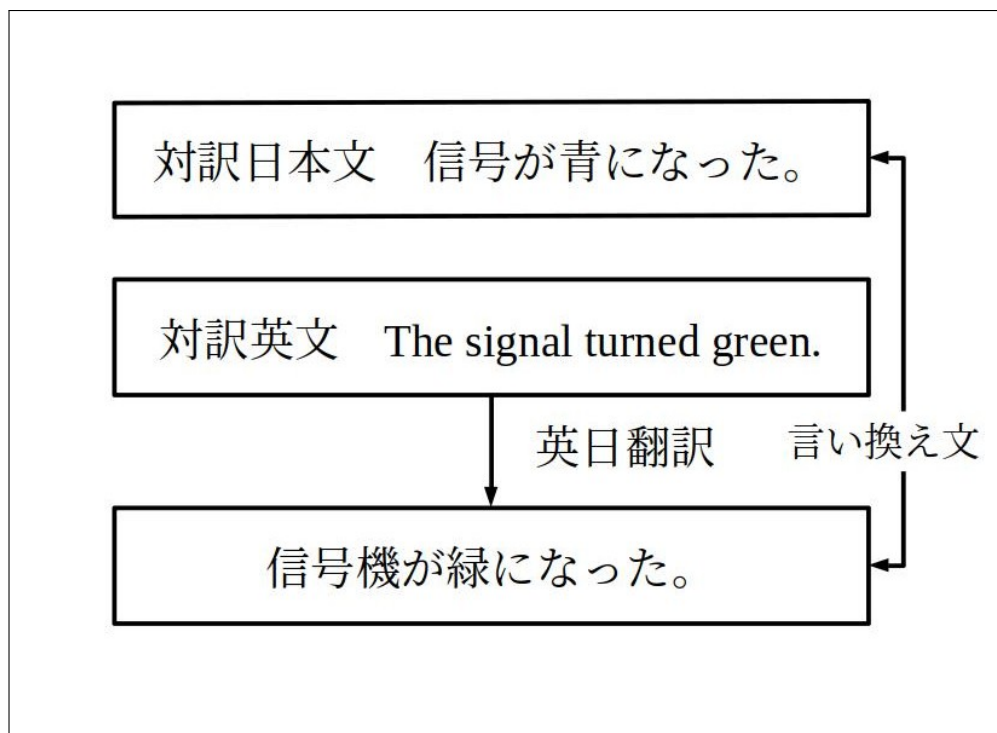 対訳日本文　信号が青になった。
対訳英文　The signal turned green.
英日翻訳
言い換え文
信号機が緑になった。